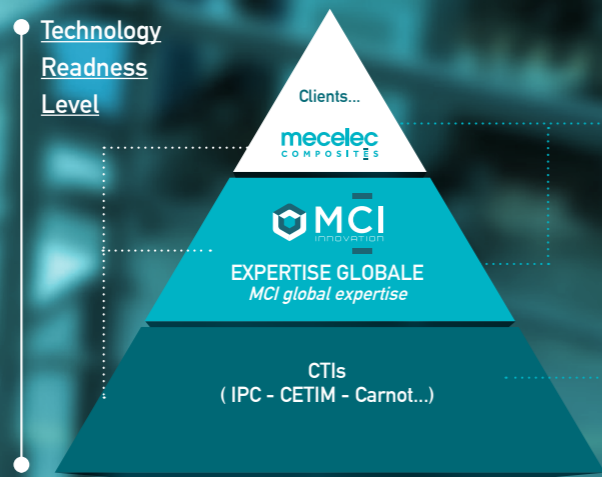 Technology
Readness
Level
Clients...
mecelec
COMPOSITES
MCI
INNOVATION
EXPERTISE GLOBALE
MCI global expertise
CTIs
( IPC - CETIM - Carnot...)